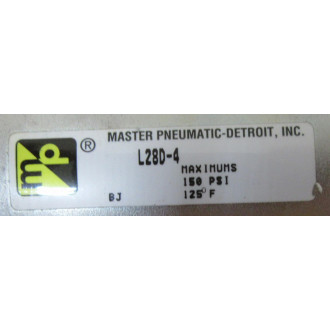 mp ®
MASTER PNEUMATIC-DETROIT, INC.
L28D-4
MAXIMUMS
150 PSI
BJ 125° F